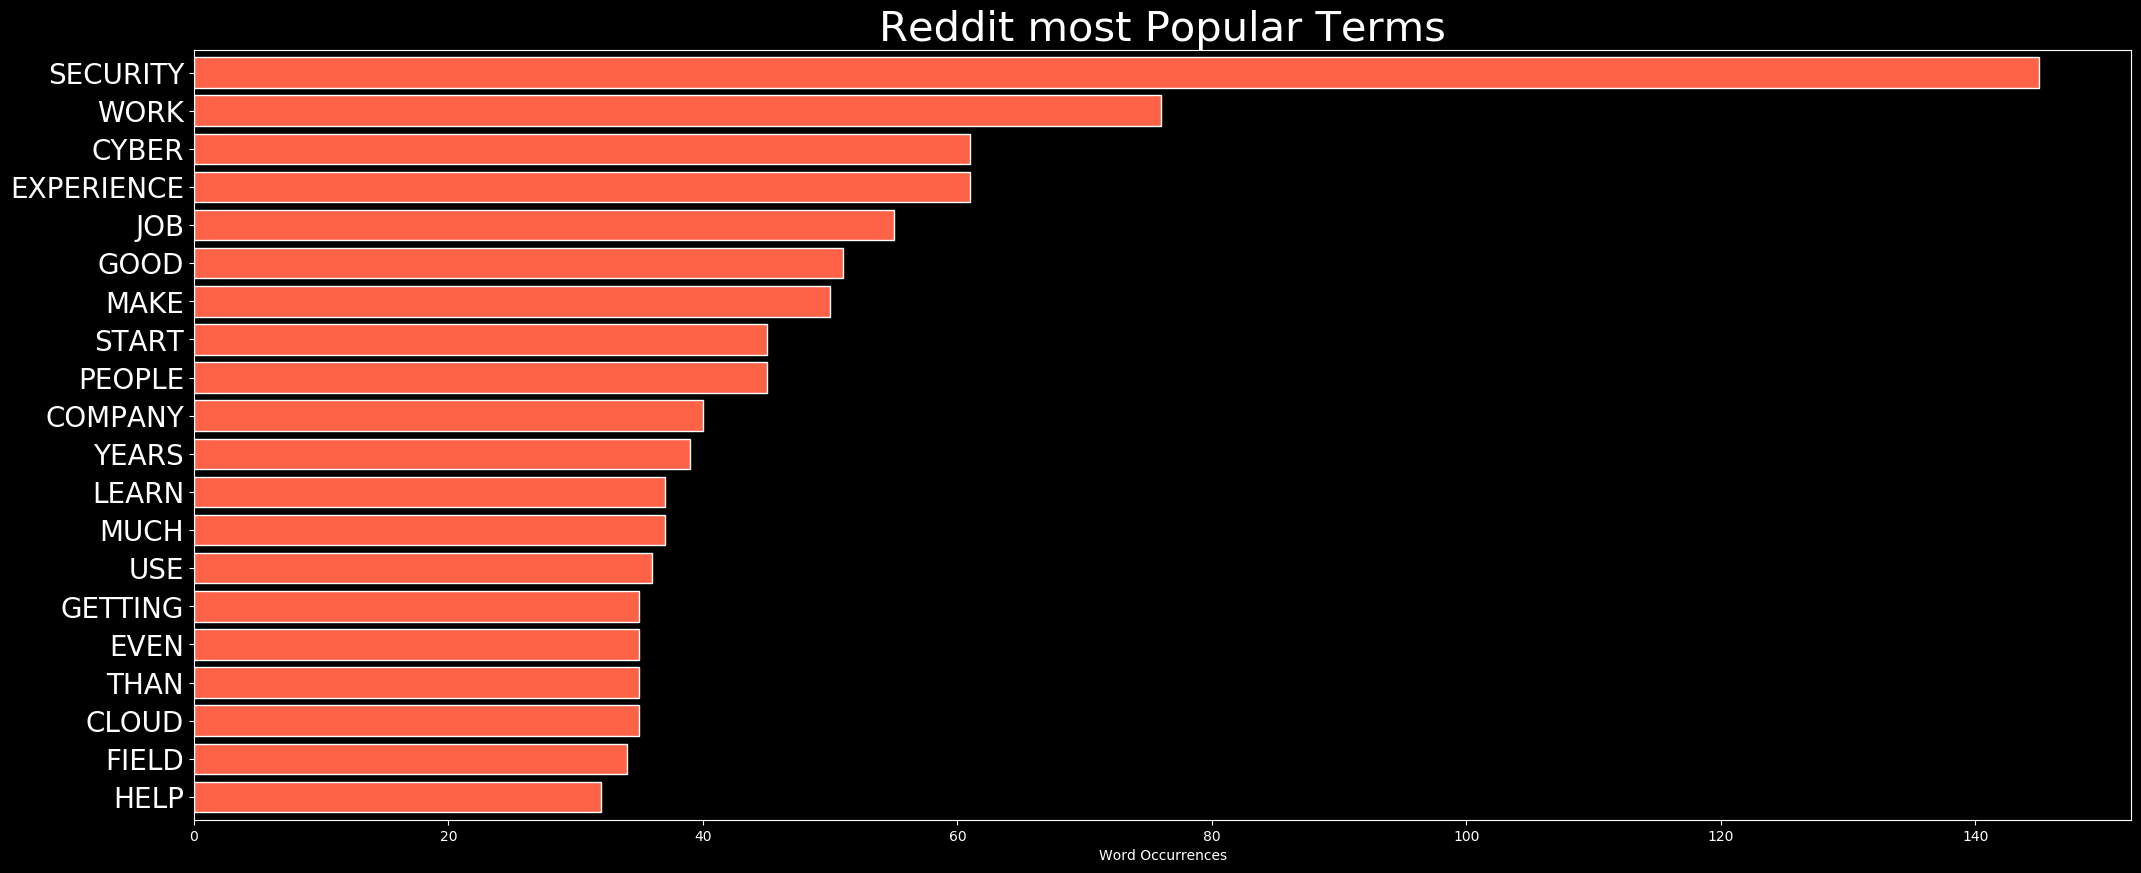 Reddit most Popular Terms
SECURITY
WORK
CYBER
EXPERIENCE
JOB
GOOD
MAKE
START
PEOPLE
COMPANY
YEARS
LEARN
MUCH
USE
GETTING
EVEN
THAN
CLOUD
FIELD
HELP
0 20 40 60 80 100 120 140
Word Occurrences